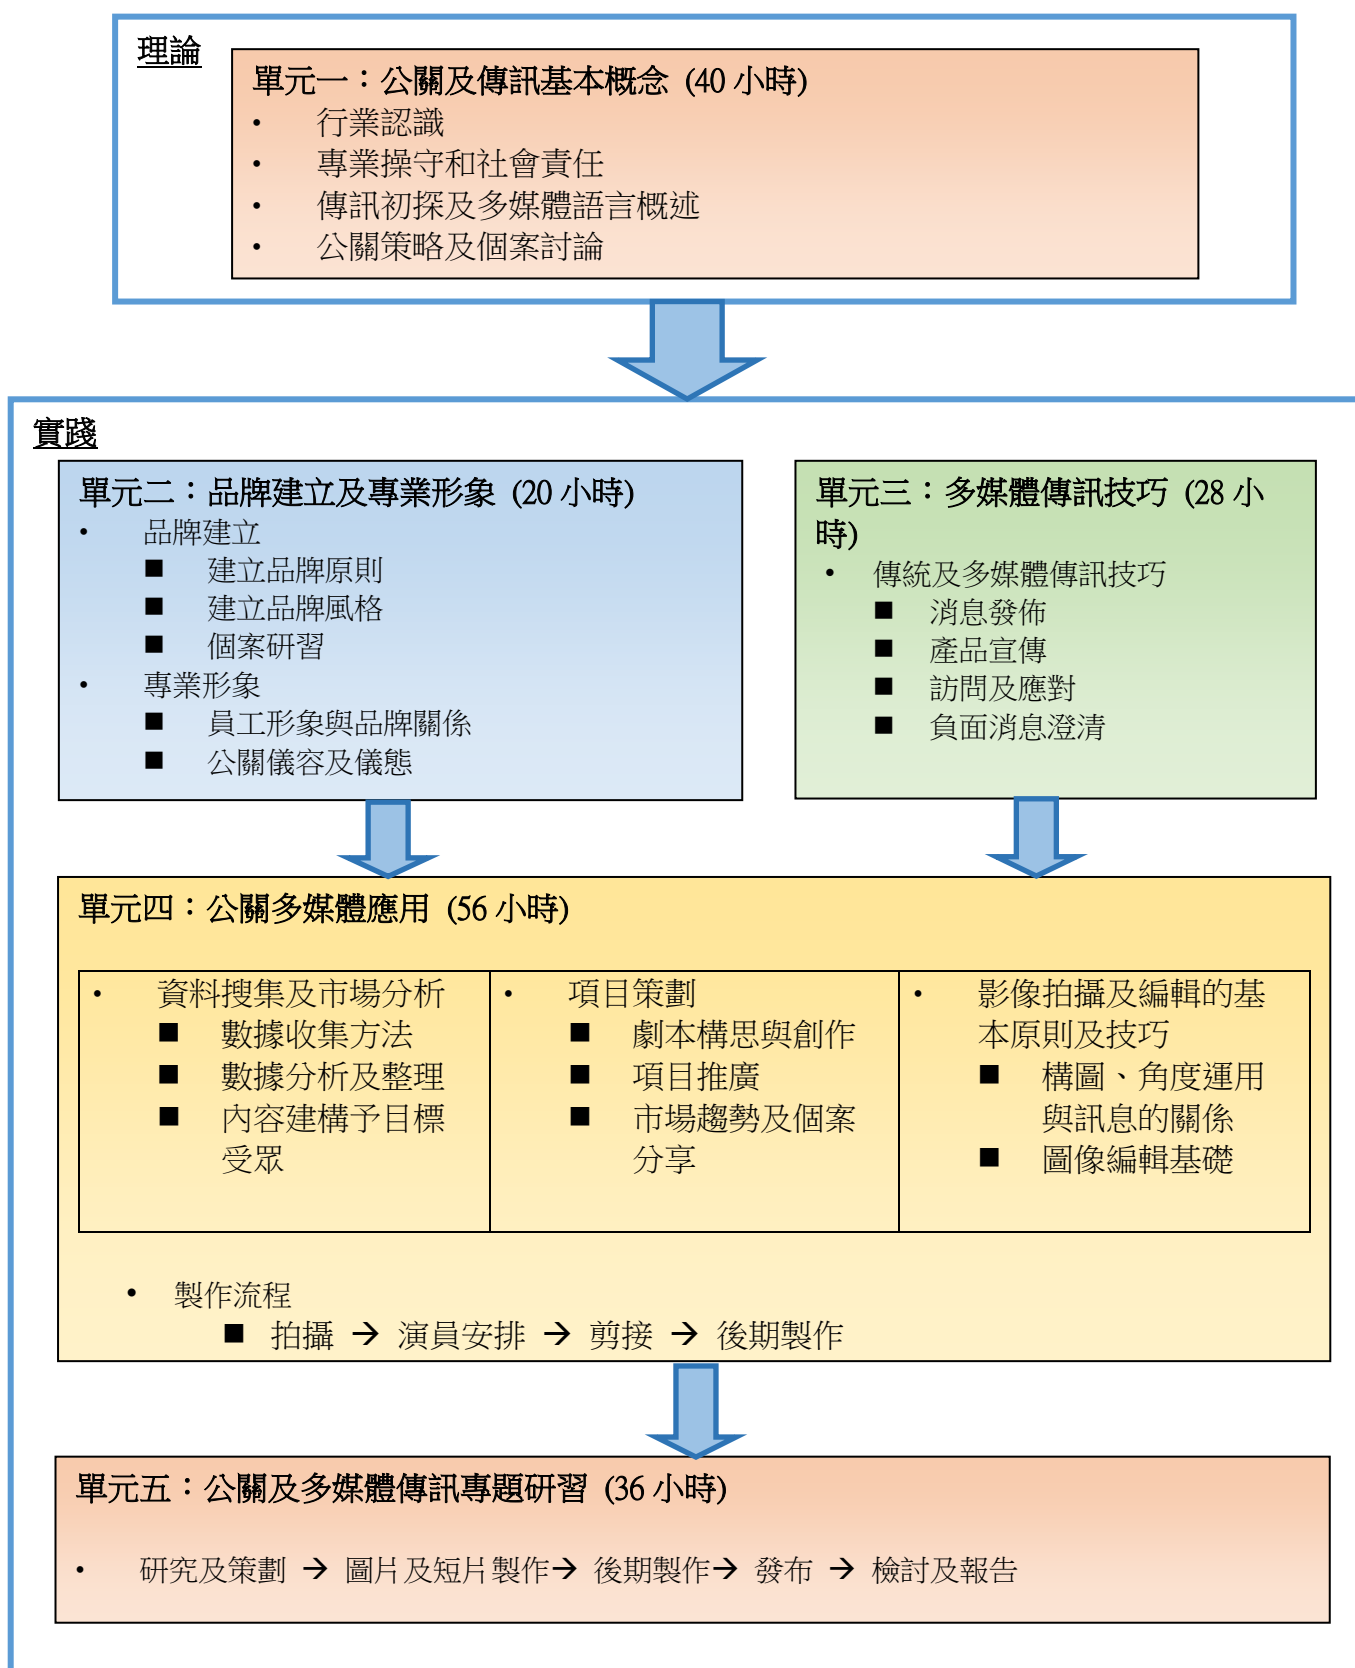 理論
單元一：公關及傳訊基本概念 (40 小時)
• 行業認識
• 專業操守和社會責任
• 傳訊初探及多媒體語言概述
• 公關策略及個案討論
實踐
單元二：品牌建立及專業形象 (20 小時)
• 品牌建立
■ 建立品牌原則
■ 建立品牌風格
■ 個案研習
• 專業形象
■ 員工形象與品牌關係
■ 公關儀容及儀態
單元三：多媒體傳訊技巧 (28 小
時)
• 傳統及多媒體傳訊技巧
■ 消息發佈
■ 產品宣傳
■ 訪問及應對
■ 負面消息澄清
單元四：公關多媒體應用 (56 小時)
• 資料搜集及市場分析
■ 數據收集方法
■ 數據分析及整理
■ 內容建構予目標
受眾
• 項目策劃
■ 劇本構思與創作
■ 項目推廣
■ 市場趨勢及個案
分享
• 影像拍攝及編輯的基
本原則及技巧
■ 構圖、角度運用
與訊息的關係
■ 圖像編輯基礎
• 製作流程
■ 拍攝 → 演員安排 → 剪接 → 後期製作
單元五：公關及多媒體傳訊專題研習 (36 小時)
• 研究及策劃 → 圖片及短片製作→ 後期製作→ 發布 → 檢討及報告